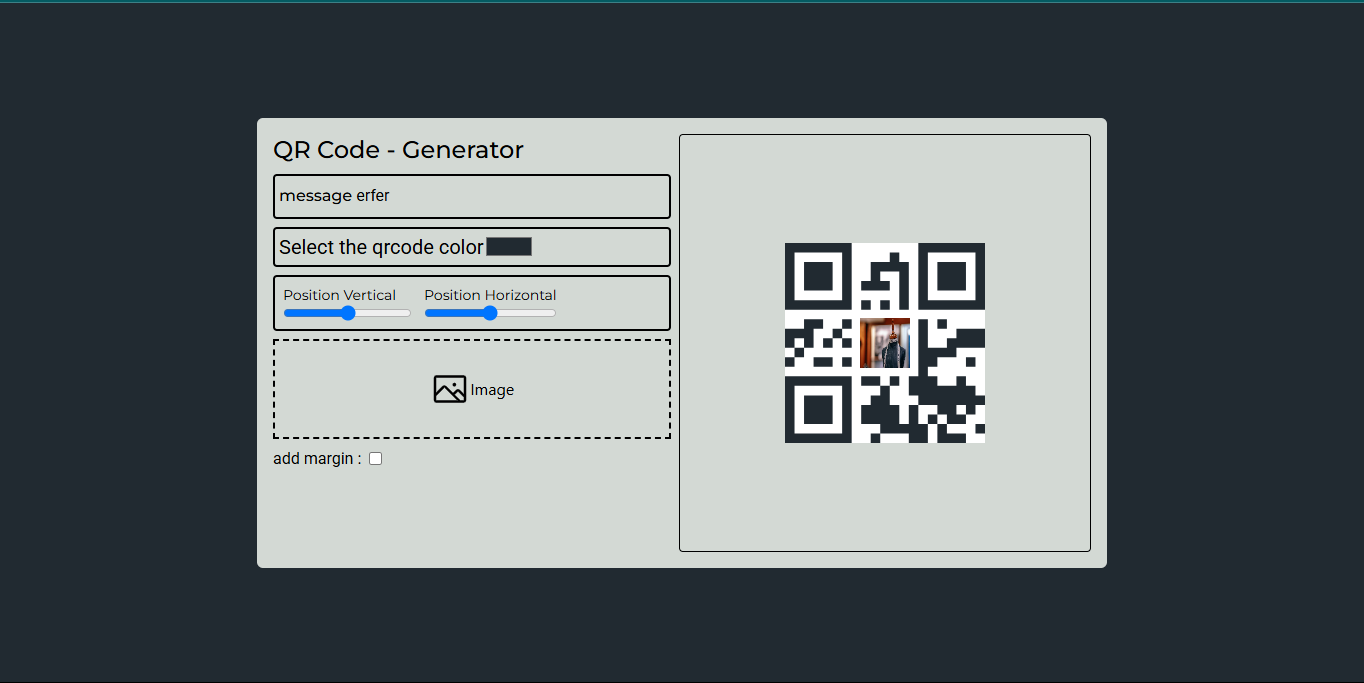 QR Code - Generator
message erfer
Select the qrcode color
Position Vertical Position Horizontal
Image
add margin :